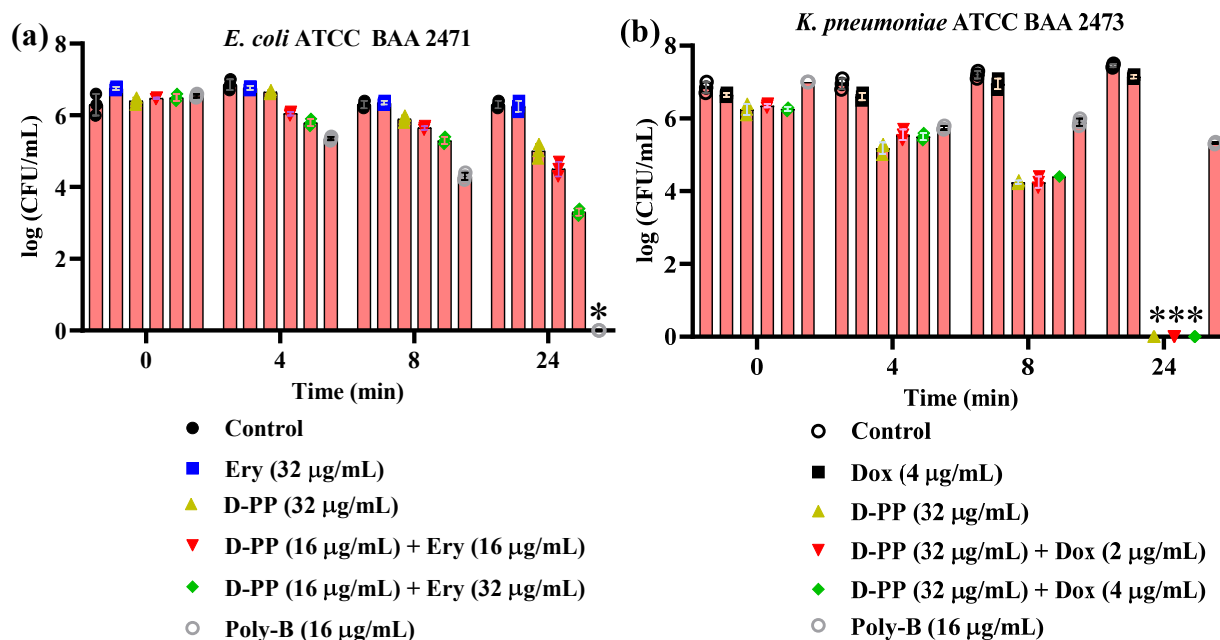 (a)
E. coli ATCC BAA 2471
log (CFU/mL)
8
6
4
2
0
*
0 4 8 24
Time (min)
Control
Ery (32 μg/mL)
D-PP (32 μg/mL)
D-PP (16 μg/mL) + Ery (16 μg/mL)
D-PP (16 μg/mL) + Ery (32 μg/mL)
Poly-B (16 μg/mL)
(b)
K. pneumoniae ATCC BAA 2473
log (CFU/mL)
8
6
4
2
0
***
0 4 8 24
Time (min)
Control
Dox (4 μg/mL)
D-PP (32 μg/mL)
D-PP (32 μg/mL) + Dox (2 μg/mL)
D-PP (32 μg/mL) + Dox (4 μg/mL)
Poly-B (16 μg/mL)